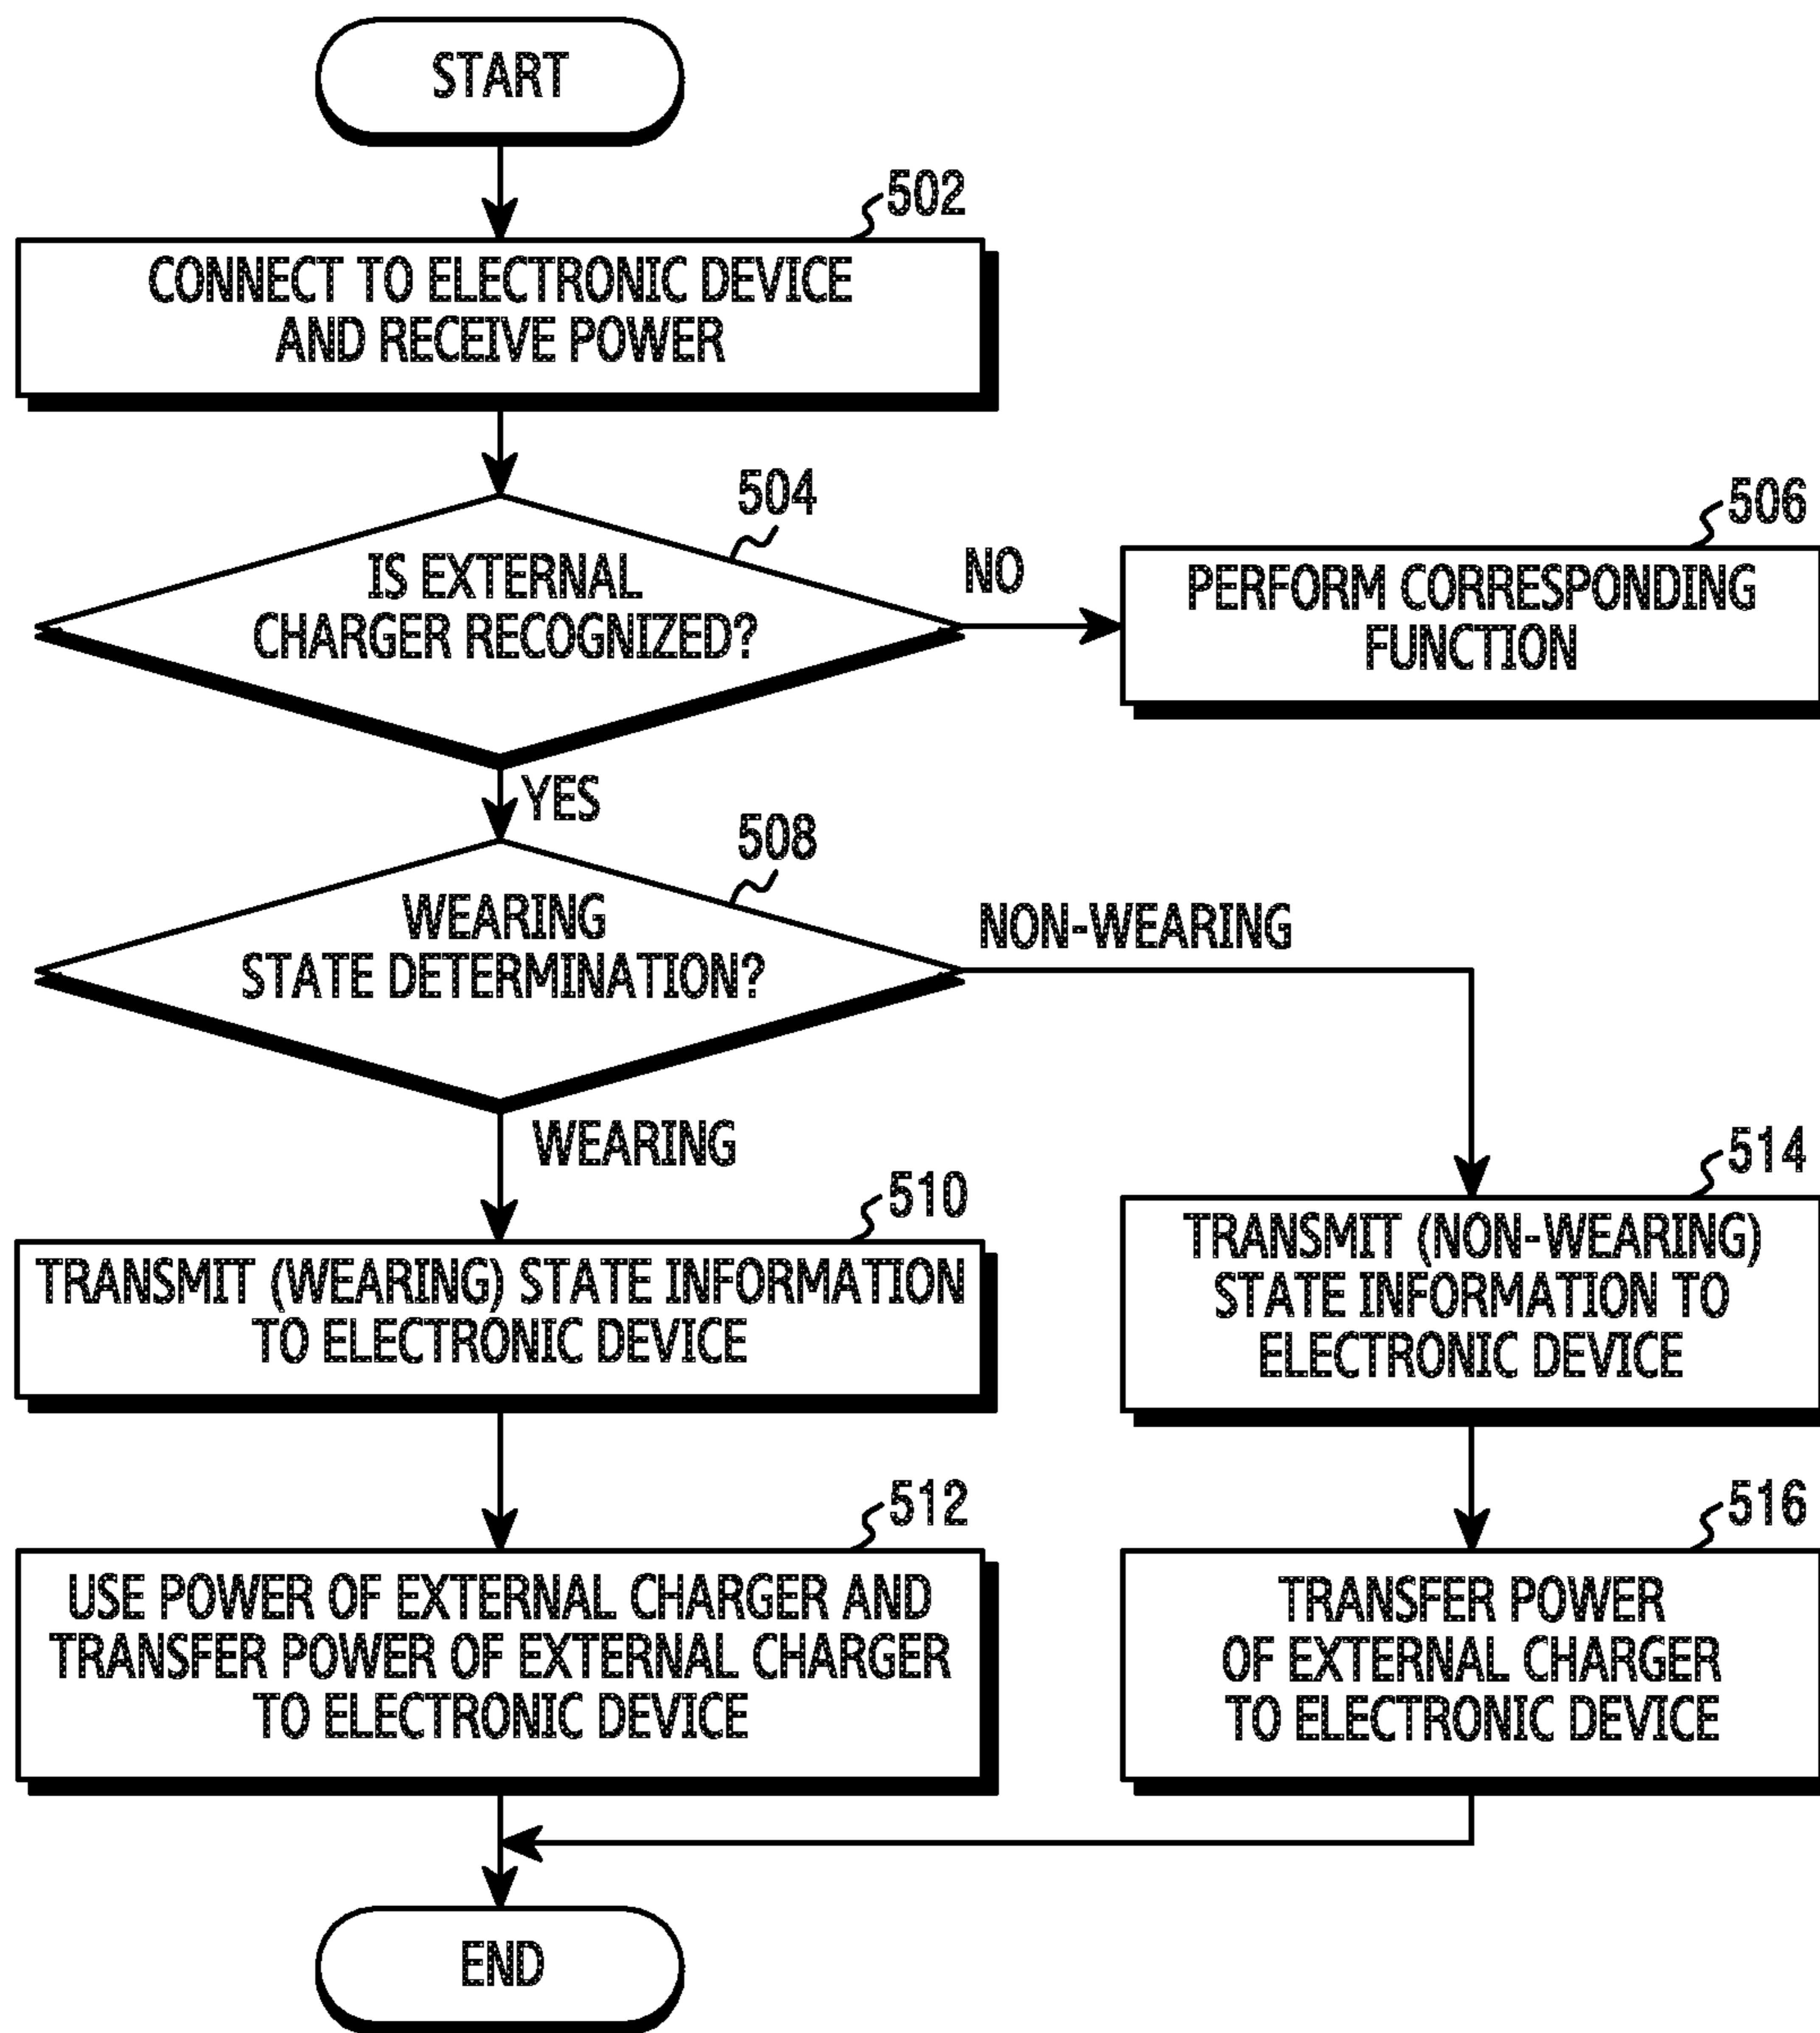 START
502
CONNECT TO ELECTRONIC DEVICE
AND RECEIVE POWER
504
IS EXTERNAL
CHARGER RECOGNIZED?
NO
506
PERFORM CORRESPONDING
FUNCTION
YES
508
WEARING
STATE DETERMINATION?
NON-WEARING
WEARING
510
TRANSMIT (WEARING) STATE INFORMATION
TO ELECTRONIC DEVICE
514
TRANSMIT (NON-WEARING)
STATE INFORMATION TO
ELECTRONIC DEVICE
512
USE POWER OF EXTERNAL CHARGER AND
TRANSFER POWER OF EXTERNAL CHARGER
TO ELECTRONIC DEVICE
516
TRANSFER POWER
OF EXTERNAL CHARGER
TO ELECTRONIC DEVICE
END